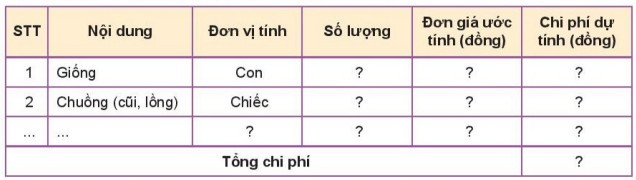 STT Nội dung Đơn vị tính Số lượng Đơn giá ước tính (đồng) Chi phí dự tính (đồng)
1 Giống Con ? ? ?
2 Chuồng (cũi, lồng) Chiếc ? ? ?
... ... ? ? ? ?
Tổng chi phí ?